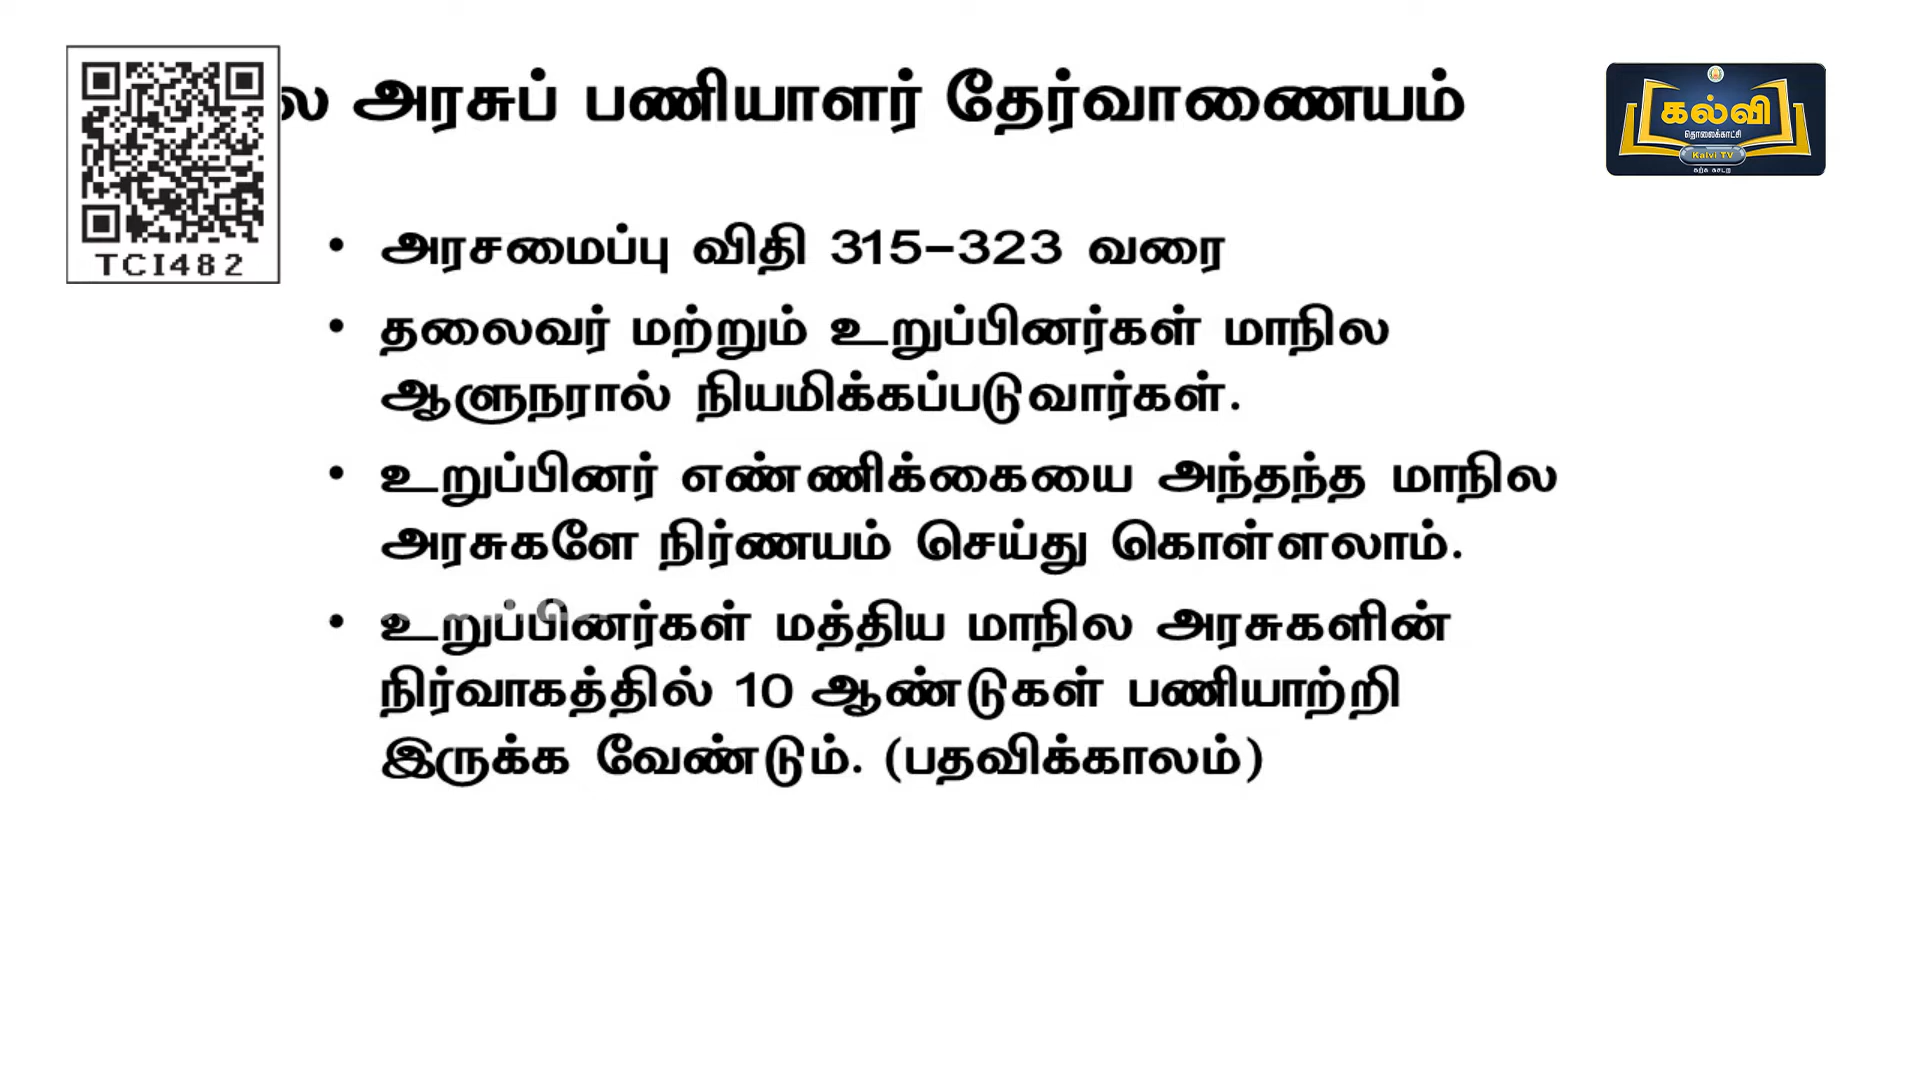 ல அரசுப் பணியாளர் தேர்வாணையம்
கல்வி
தொலைக்காட்சி
Kalvi TV
கற்க கசடற
TCI482
• அரசமைப்பு விதி 315–323 வரை
• தலைவர் மற்றும் உறுப்பினர்கள் மாநில
ஆளுநரால் நியமிக்கப்படுவார்கள்.
• உறுப்பினர் எண்ணிக்கையை அந்தந்த மாநில
அரசுகளே நிர்ணயம் செய்து கொள்ளலாம்.
• உறுப்பினர்கள் மத்திய மாநில அரசுகளின்
நிர்வாகத்தில் 10 ஆண்டுகள் பணியாற்றி
இருக்க வேண்டும். (பதவிக்காலம்)